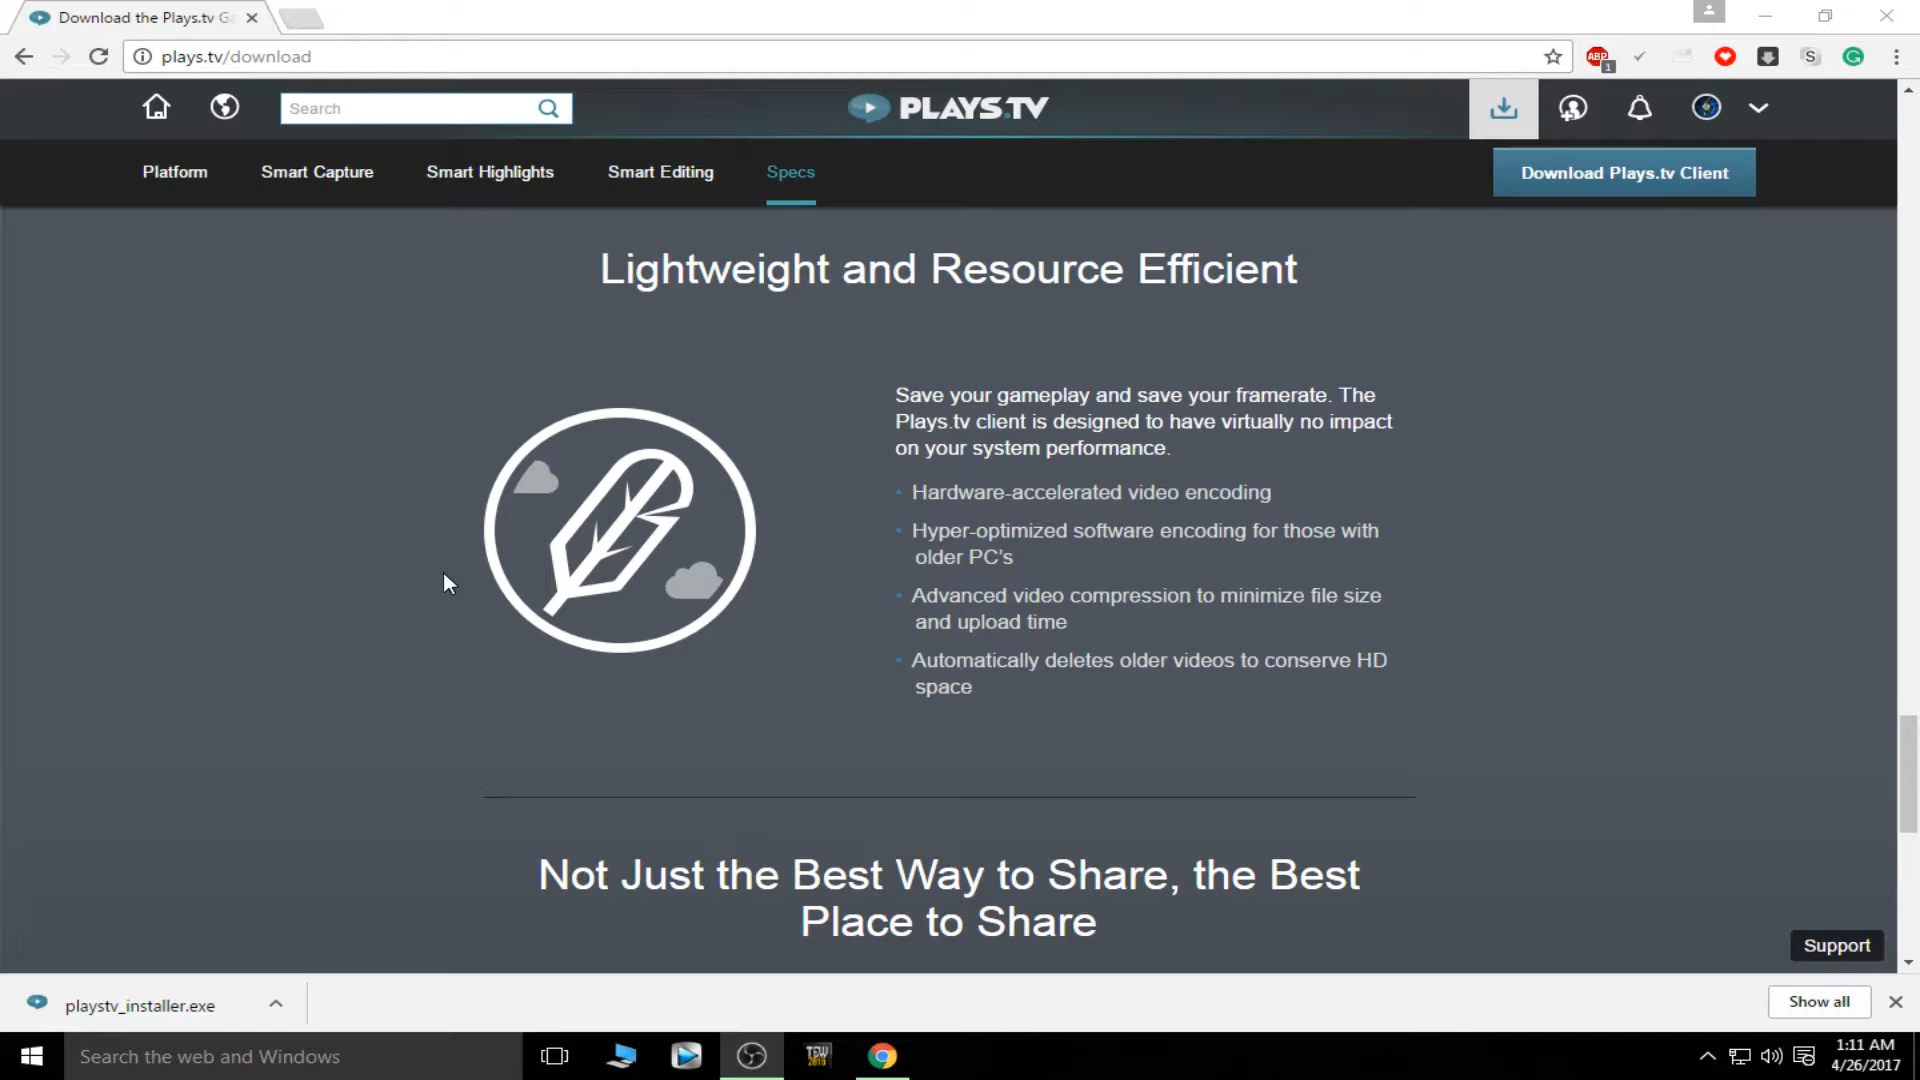 Download the Plays.tv Ga
plays.tv/download
ABP
1
S
G
Search
PLAYS.TV
Platform
Smart Capture
Smart Highlights
Smart Editing
Specs
Download Plays.tv Client
Lightweight and Resource Efficient
Save your gameplay and save your framerate. The
Plays.tv client is designed to have virtually no impact
on your system performance.
Hardware-accelerated video encoding
Hyper-optimized software encoding for those with
older PC's
Advanced video compression to minimize file size
and upload time
Automatically deletes older videos to conserve HD
space
Not Just the Best Way to Share, the Best
Place to Share
Support
playstv_installer.exe
Show all
Search the web and Windows
TEW
1:11 AM
4/26/2017